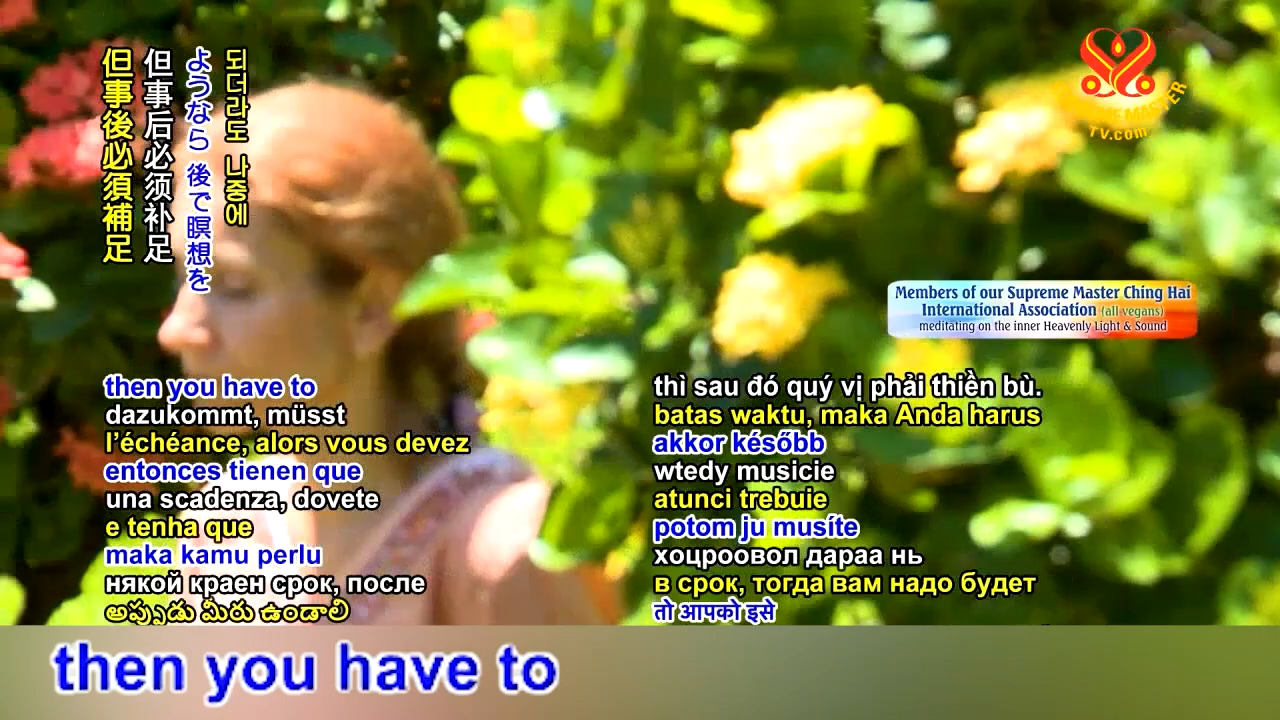 但事後必須補足
但事后必须补足
ような後で瞑想を
되더라도 나중에
MASTER
TV.com
Members of our Supreme Master Ching Hai
International Association (all vegans)
meditating on the inner Heavenly Light & Sound
then you have to
dazukommt, müsst
l’échéance, alors vous devez
entonces tienen que
una scadenza, dovete
e tenha que
maka kamu perlu
някой краен срок, после
అప్పుడు మీరు ఉండాలి
thì sau đó quý vị phải thiền bù.
batas waktu, maka Anda harus
akkor később
wtedy musicie
atunci trebuie
potom ju musíte
хоцроовол дараа нь
в срок, тогда вам надо будет
तो आपको इसे
then you have to